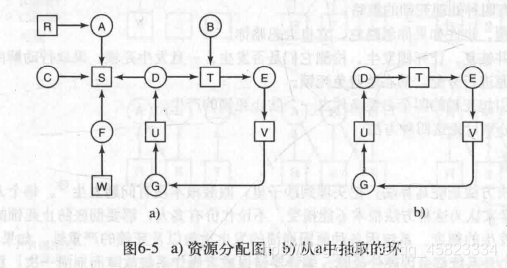 R A B
C S D T E D T E
F U V U V
W G G
a) b)
图6-5 a) 资源分配图；b) 从a中抽取的环